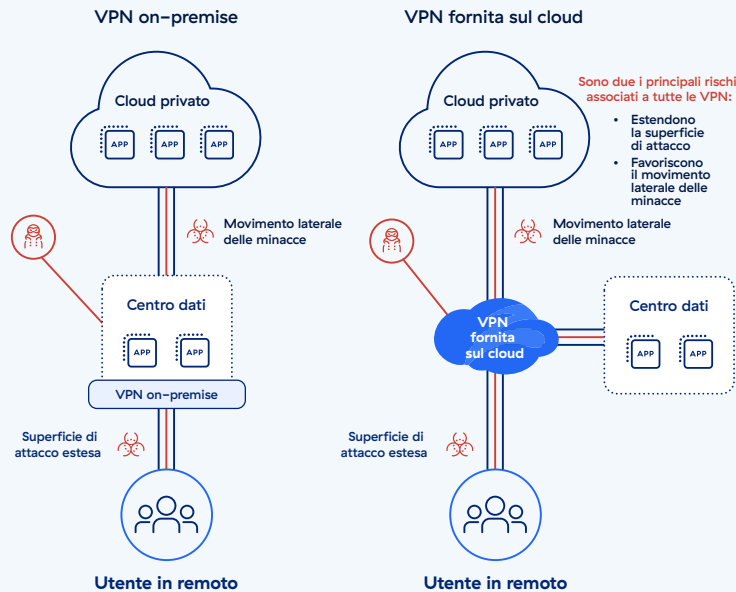 VPN on-premise
Cloud privato
APP
APP
APP
Movimento laterale
delle minacce
Centro dati
APP
APP
VPN on-premise
Superficie di
attacco estesa
Utente in remoto
VPN fornita sul cloud
Cloud privato
APP
APP
APP
Sono due i principali rischi
associati a tutte le VPN:
• Estendono
la superficie
di attacco
• Favoriscono
il movimento
laterale delle
minacce
Movimento laterale
delle minacce
VPN
fornita
sul cloud
Centro dati
APP
APP
Superficie di
attacco estesa
Utente in remoto